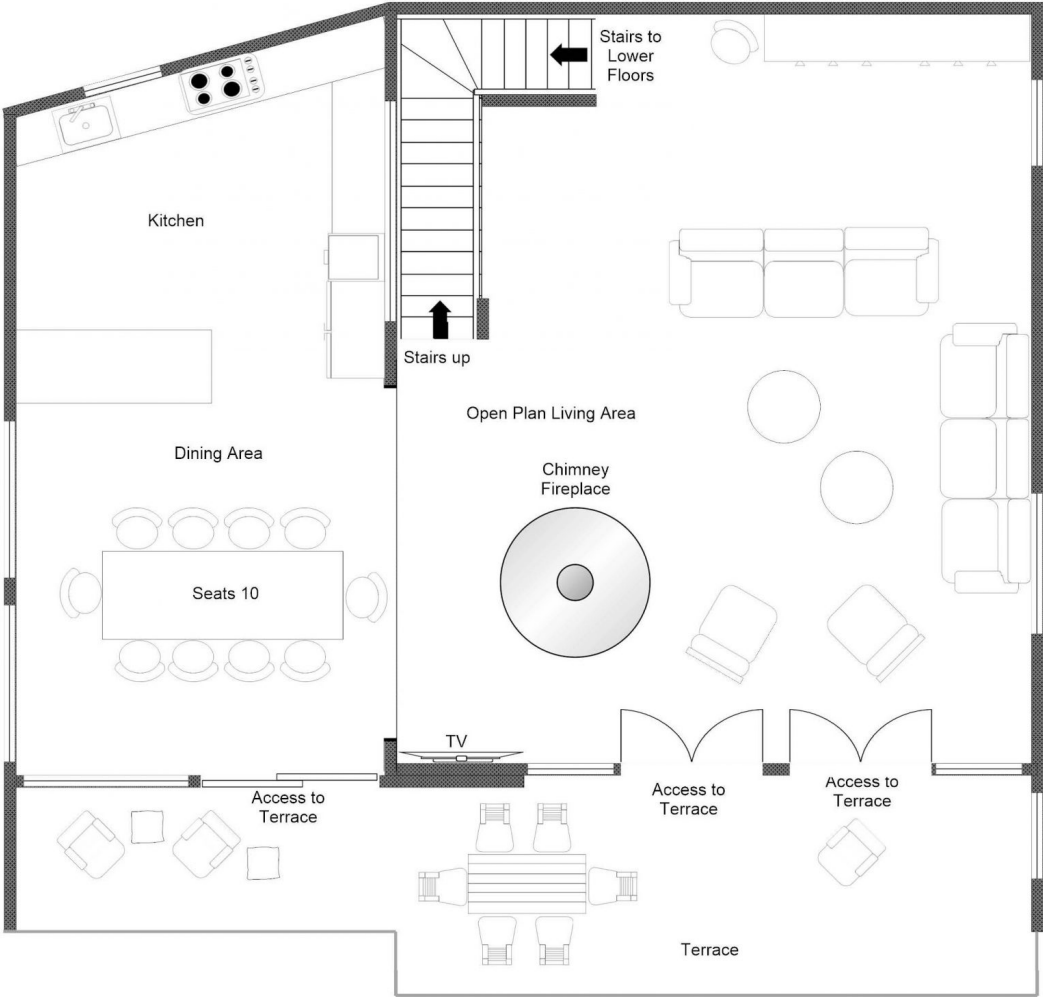 Stairs to
Lower
Floors
Kitchen
Stairs up
Open Plan Living Area
Dining Area
Chimney
Fireplace
Seats 10
TV
Access to
Terrace
Access to
Terrace
Access to
Terrace
Terrace